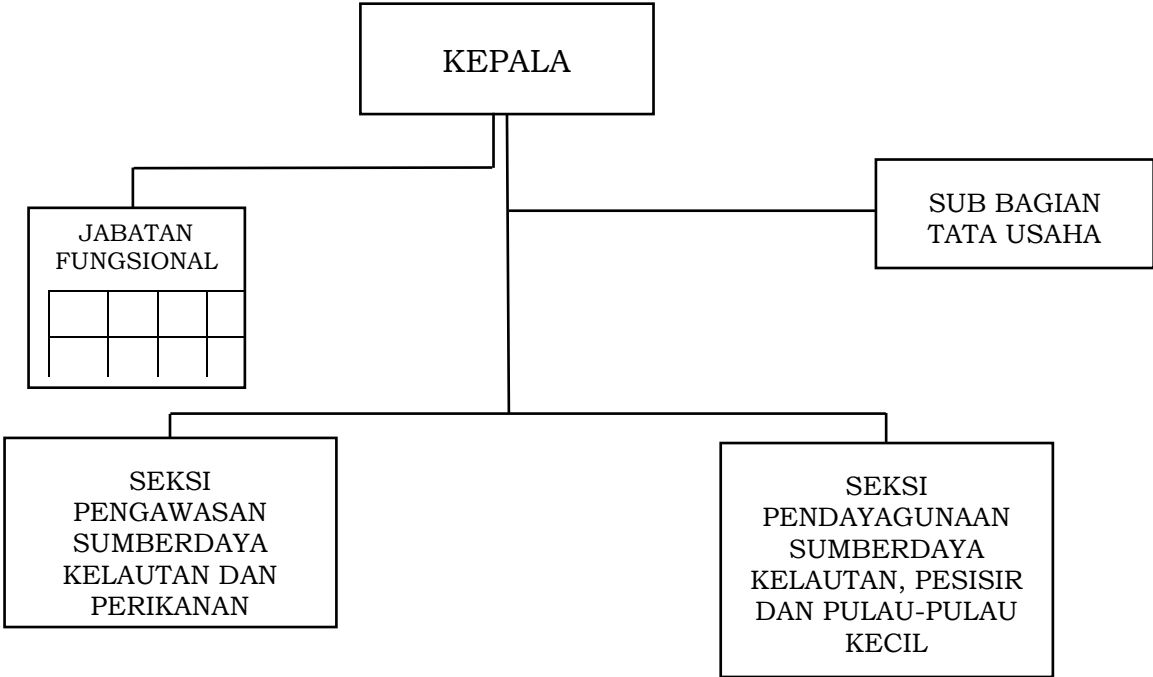 KEPALA
SUB BAGIAN
TATA USAHA
JABATAN
FUNGSIONAL
SEKSI
PENGAWASAN
SUMBERDAYA
KELAUTAN DAN
PERIKANAN
SEKSI
PENDAYAGUNAAN
SUMBERDAYA
KELAUTAN, PESISIR
DAN PULAU-PULAU
KECIL